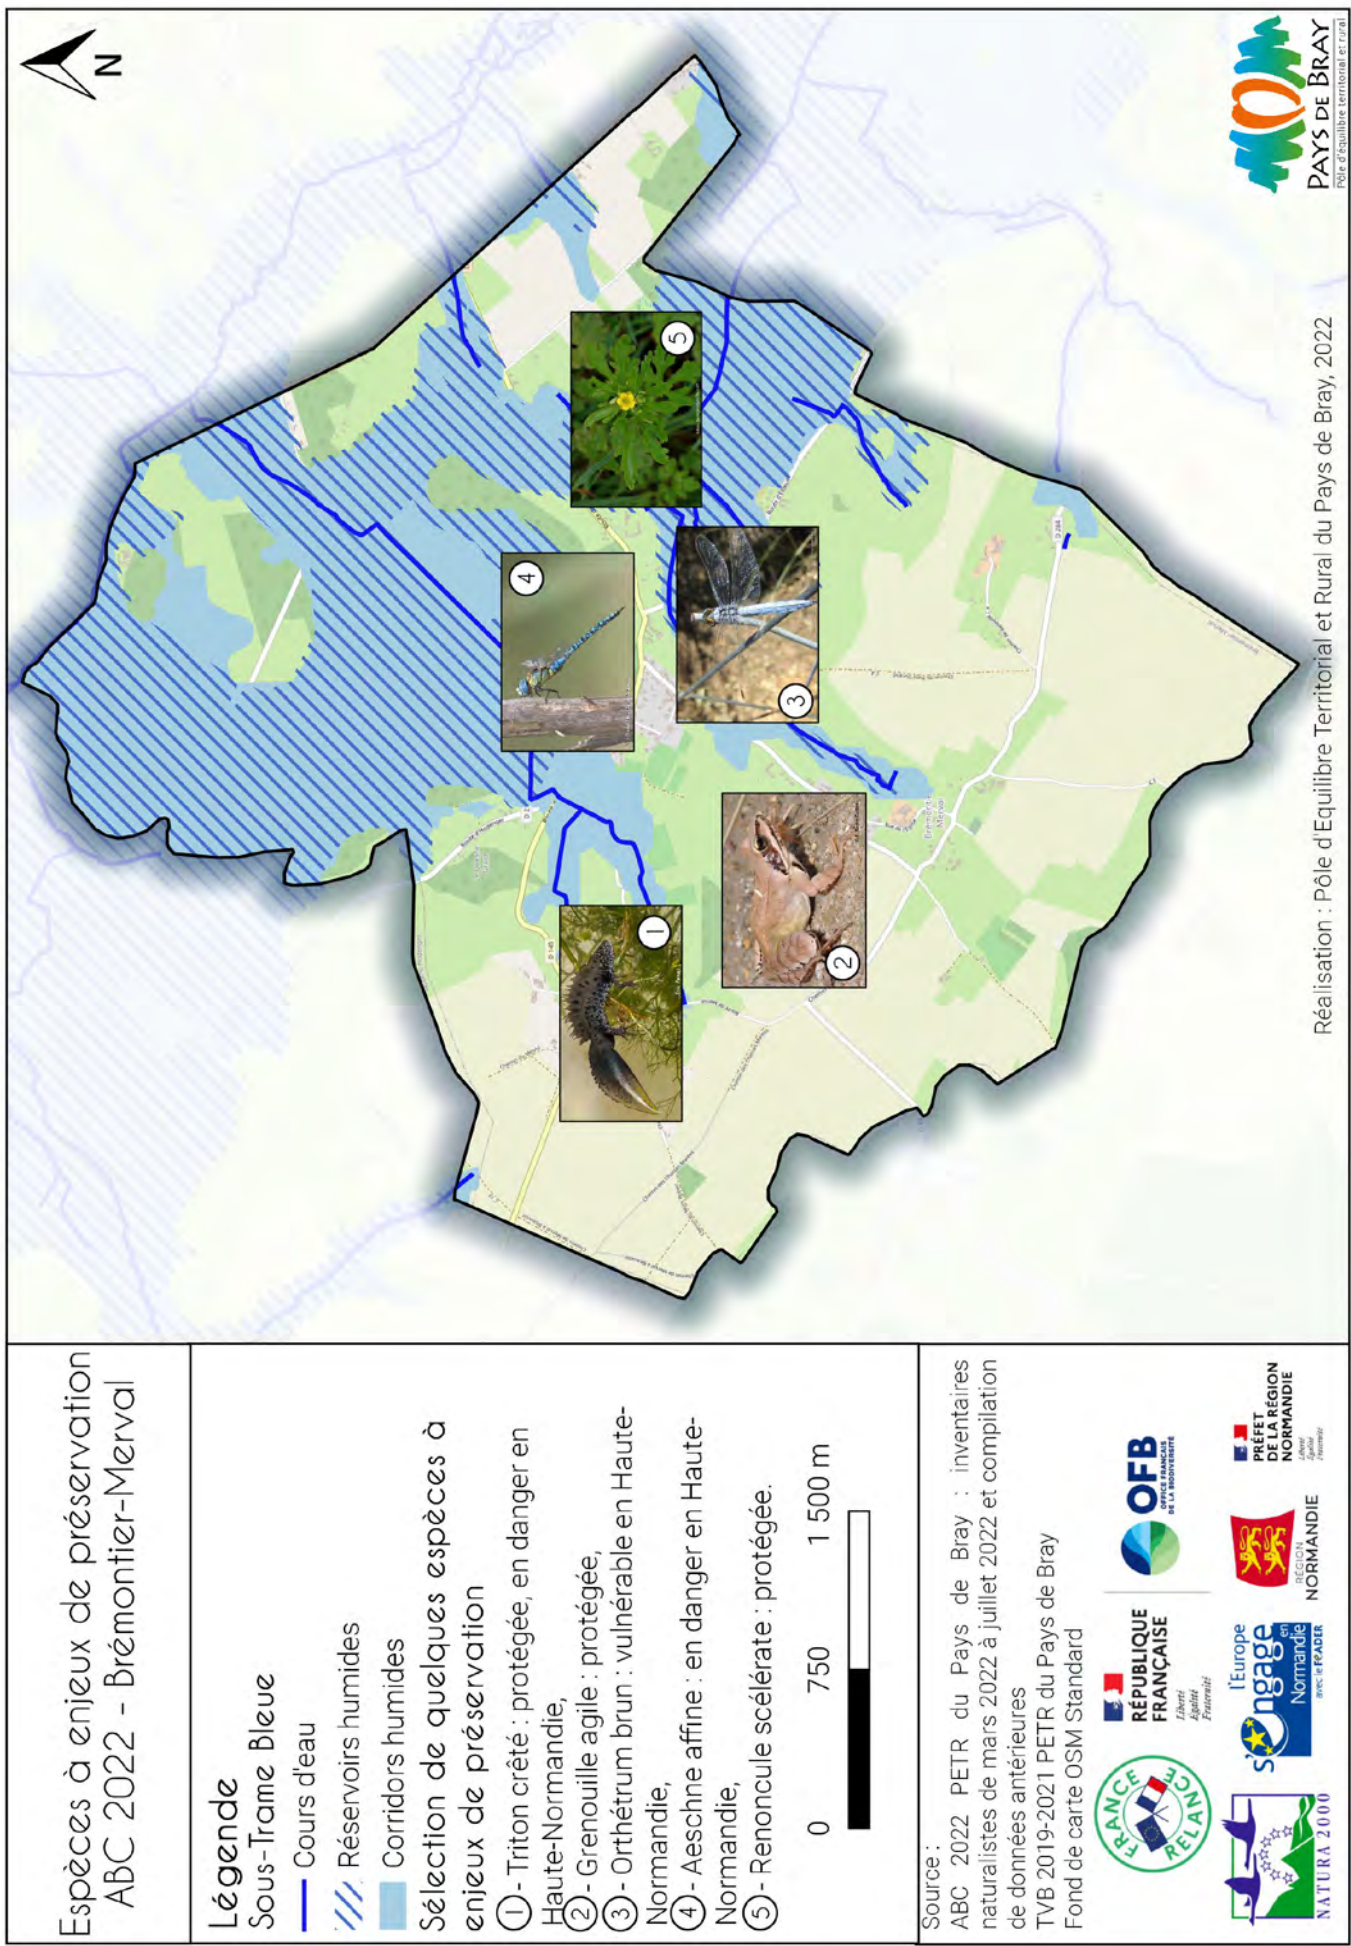 Espèces à enjeux de préservation
ABC 2022 - Brémontier-Merval
Légende
Sous-Trame Bleue
Cours d'eau
Réservoirs humides
Corridors humides
Sélection de quelques espèces à
enjeux de préservation
1 - Triton crêté : protégée, en danger en
Haute-Normandie,
2 - Grenouille agile : protégée,
3 - Orthétrum brun : vulnérable en Haute-
Normandie,
4 - Aeschne affine : en danger en Haute-
Normandie,
5 - Renoncule scélérate : protégée.
0 750 1 500 m
Source :
ABC 2022 PETR du Pays de Bray : inventaires
naturalistes de mars 2022 à juillet 2022 et compilation
de données antérieures
TVB 2019-2021 PETR du Pays de Bray
Fond de carte OSM Standard
FRANCE
RELANCE
RÉPUBLIQUE
FRANÇAISE
Liberté
Égalité
Fraternité
OFB
OFFICE FRANÇAIS
DE LA BIODIVERSITÉ
NATURA 2000
l'Europe
s'engage
en
Normandie
avec le FEADER
RÉGION
NORMANDIE
PRÉFET
DE LA RÉGION
NORMANDIE
Liberté
Égalité
Fraternité
N
1
2
3
4
5
D 145
D 266
Brémontier-
Merval
PAYS DE BRAY
Pôle d'équilibre territorial et rural
Réalisation : Pôle d'Equilibre Territorial et Rural du Pays de Bray, 2022